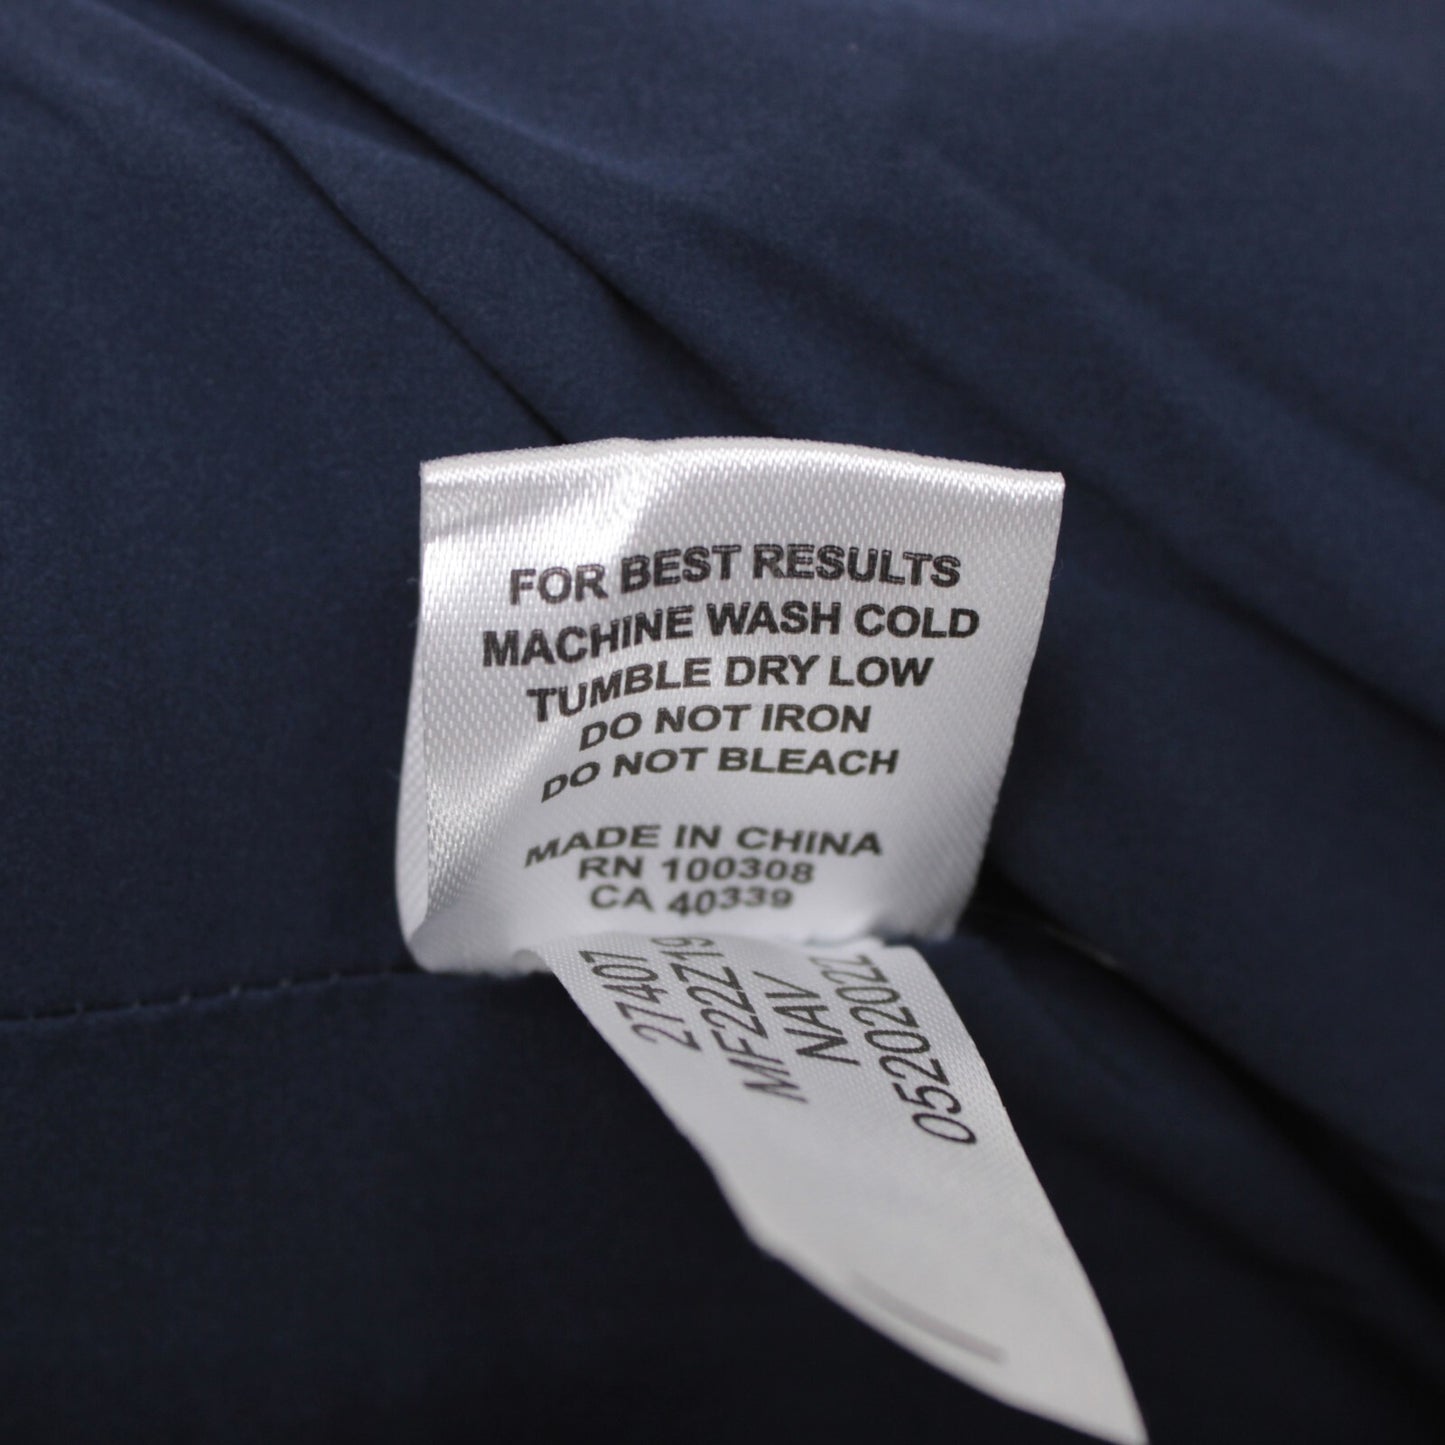 FOR BEST RESULTS
MACHINE WASH COLD
TUMBLE DRY LOW
DO NOT IRON
DO NOT BLEACH
MADE IN CHINA
RN 100308
CA 40339
27407
MF22Z19
NAV
05202022